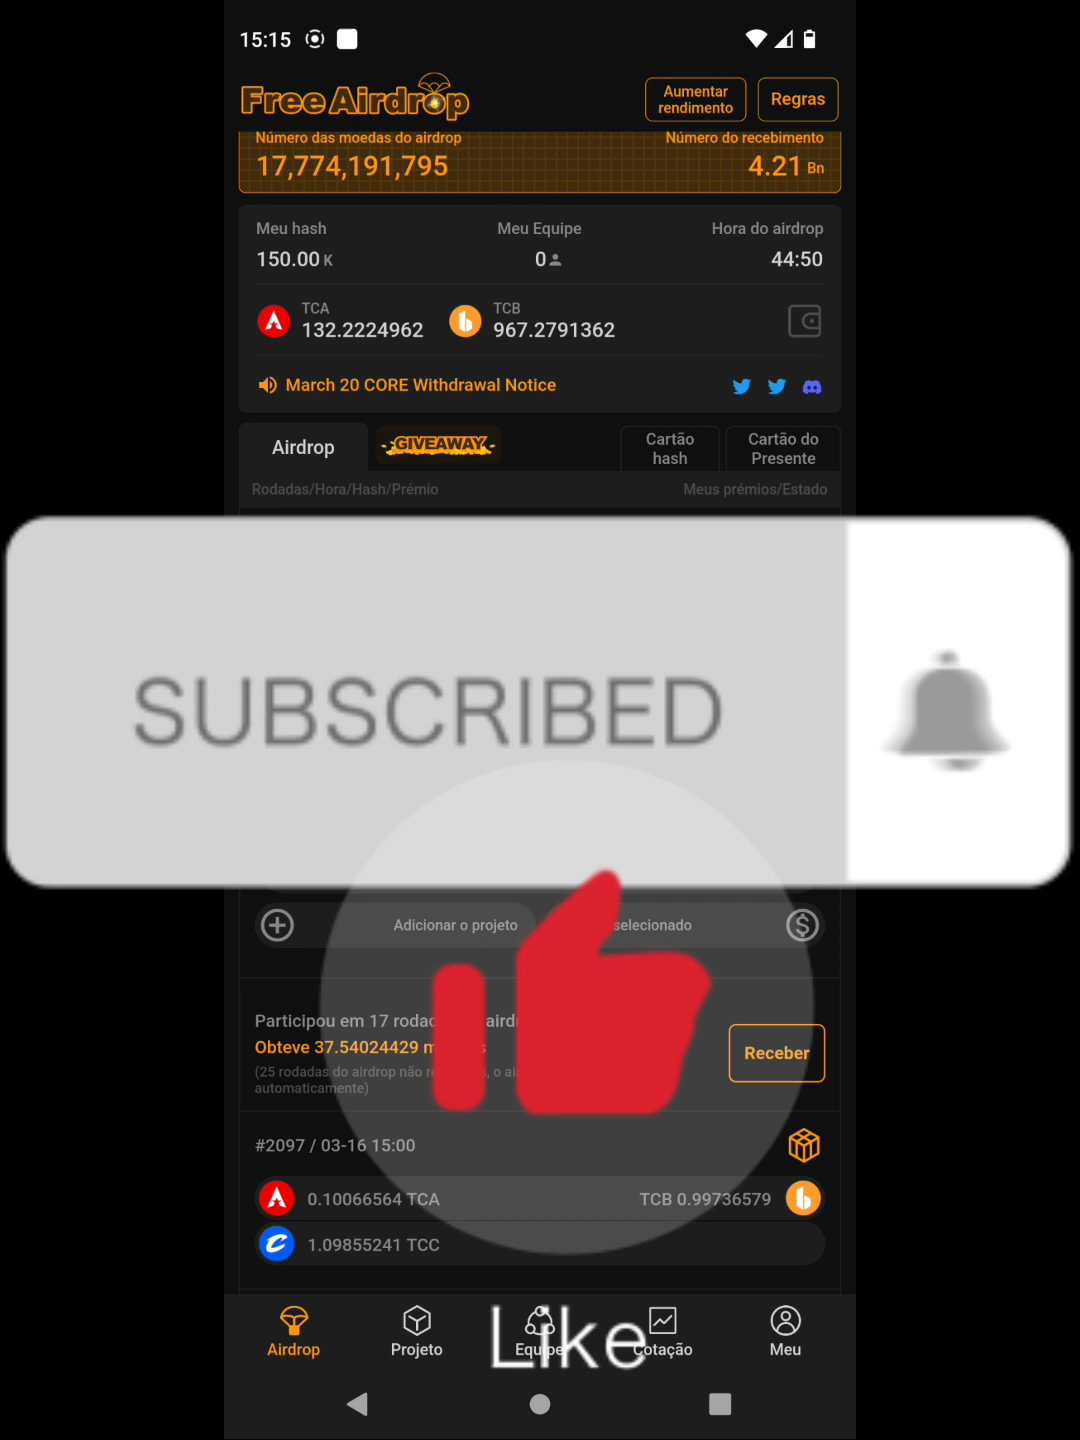 15:15
Free Airdrop
Aumentar
rendimento
Regras
Número das moedas do airdrop
Número do recebimento
17,774,191,795
4.21 Bn
Meu hash
Meu Equipe
Hora do airdrop
150.00 K
0
44:50
TCA
132.2224962
TCB
967.2791362
March 20 CORE Withdrawal Notice
Airdrop
GIVEAWAY
Cartão
hash
Cartão do
Presente
Rodadas/Hora/Hash/Prémio
Meus prémios/Estado
SUBSCRIBED
Adicionar o projeto
selecionado
Participou em 17
Obteve 37.54024429
(25 rodadas do airdrop não
automaticamente)
Receber
#2097 / 03-16 15:00
0.10066564 TCA
TCB 0.99736579
1.09855241 TCC
Like
Airdrop
Projeto
Equipe
Cotação
Meu